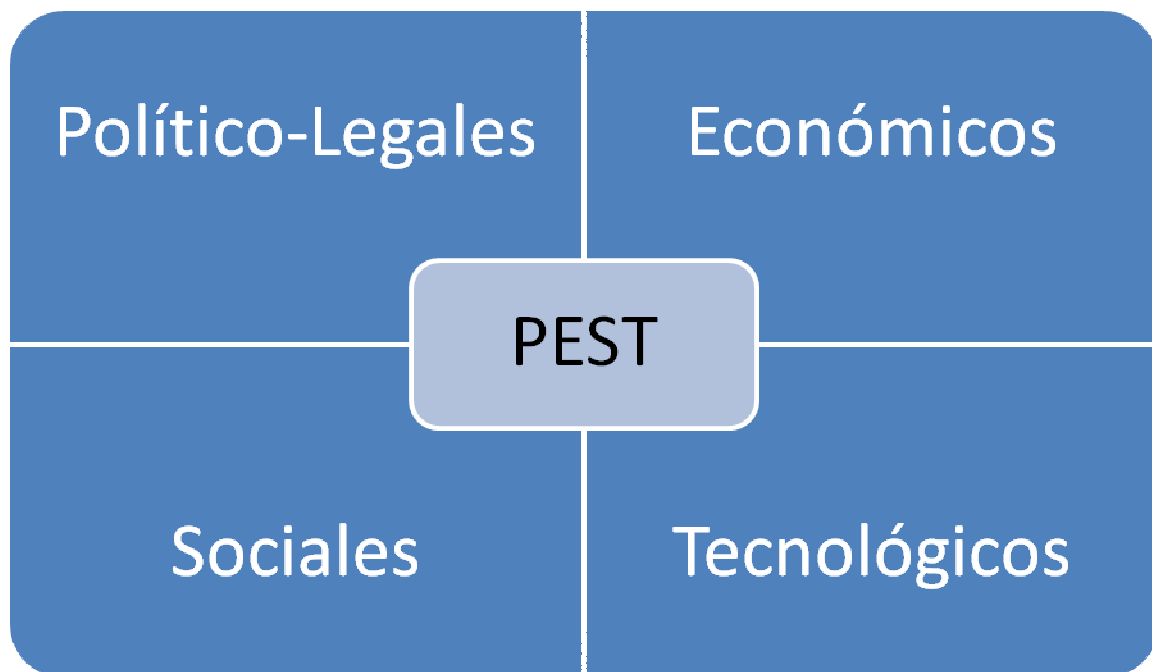 Político-Legales
Económicos
PEST
Sociales
Tecnológicos